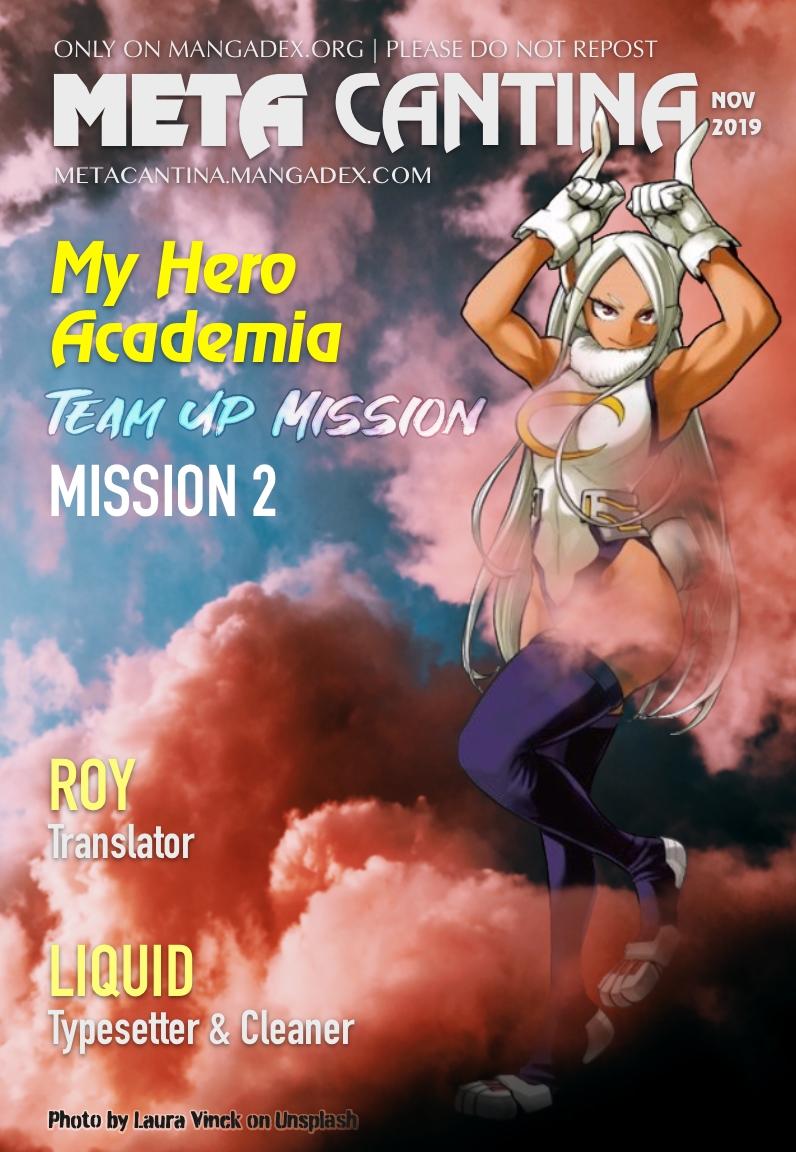 ONLY ON MANGADEX.ORG | PLEASE DO NOT REPOST
META CANTINA
NOV
2019
METACANTINA.MANGADEX.COM
My Hero
Academia
TEAM UP MISSION
MISSION 2
ROY
Translator
LIQUID
Typesetter & Cleaner
Photo by Laura Vinck on Unsplash